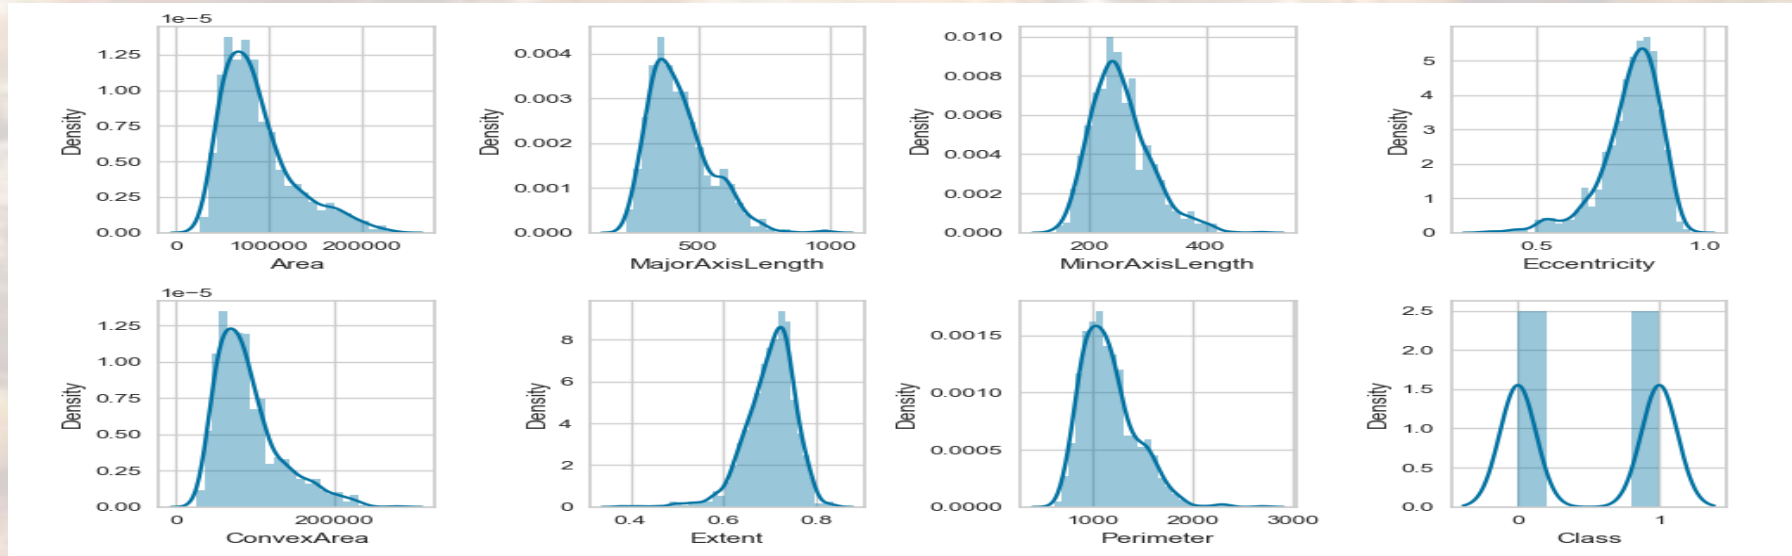 1e−5
Density
1.25
1.00
0.75
0.50
0.25
0.00
0 100000 200000
Area
Density
0.004
0.003
0.002
0.001
0.000
500 1000
MajorAxisLength
Density
0.010
0.008
0.006
0.004
0.002
0.000
200 400
MinorAxisLength
Density
5
4
3
2
1
0
0.5 1.0
Eccentricity
1e−5
Density
1.25
1.00
0.75
0.50
0.25
0.00
0 200000
ConvexArea
Density
8
6
4
2
0
0.4 0.6 0.8
Extent
Density
0.0015
0.0010
0.0005
0.0000
1000 2000 3000
Perimeter
Density
2.5
2.0
1.5
1.0
0.5
0.0
0 1
Class